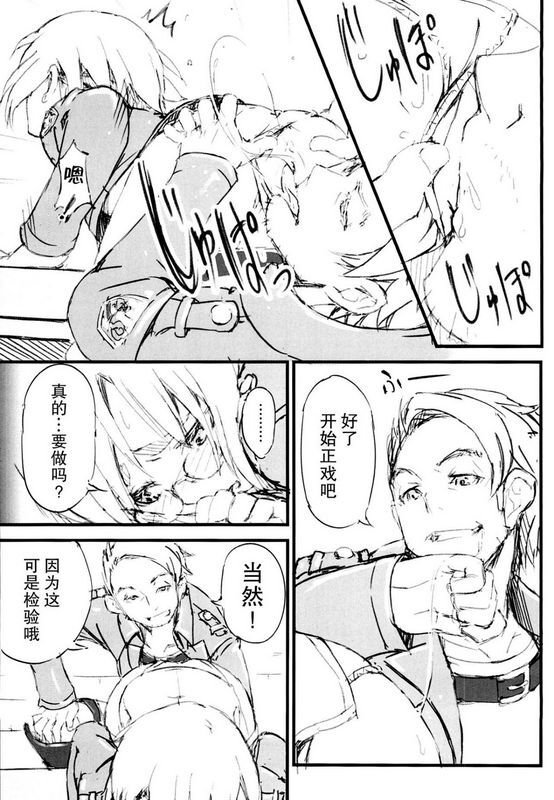 じゅぽ
じゅぽ
嗯
じゅぽっ
ふー
好了
开始正戏吧
………
真的…要做吗?
当然！
因为这
可是检验哦